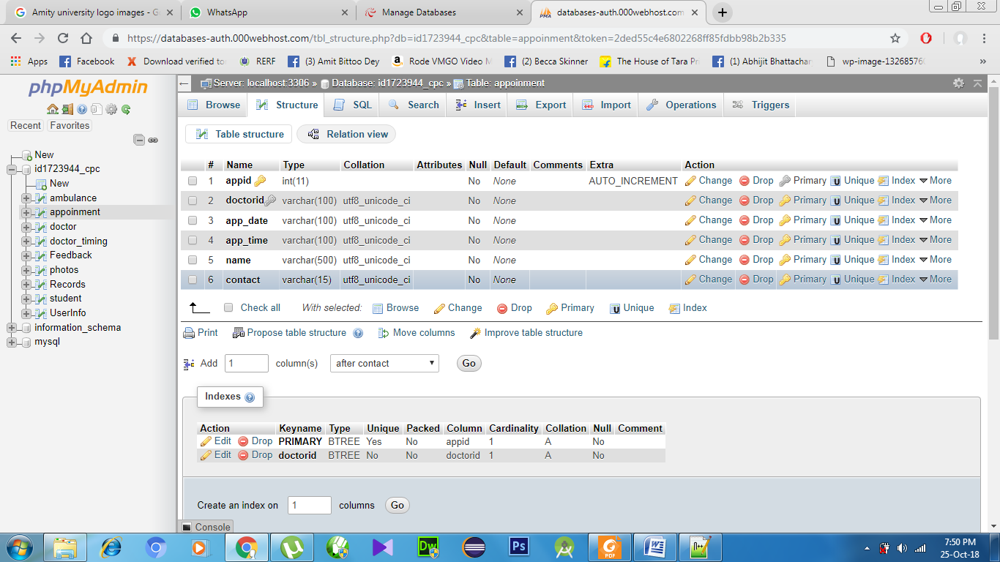 Amity university logo images - G
WhatsApp
Manage Databases
databases-auth.000webhost.com
https://databases-auth.000webhost.com/tbl_structure.php?db=id1723944_cpc&table=appoinment&token=2ded55c4e6802268ff85fdbb98b2b335
Apps Facebook Download verified to RERF (3) Amit Bittoo Dey Rode VMGO Video M (2) Becca Skinner The House of Tara Pr (1) Abhijit Bhattachar wp-image-13268576 »
phpMyAdmin
Recent Favorites
New
id1723944_cpc
New
ambulance
appoinment
doctor
doctor_timing
Feedback
photos
Records
student
UserInfo
information_schema
mysql
Server: localhost:3306 » Database: id1723944_cpc » Table: appoinment
Browse Structure SQL Search Insert Export Import Operations Triggers
Table structure Relation view
# Name Type Collation Attributes Null Default Comments Extra Action
1 appid int(11) No None AUTO_INCREMENT Change Drop Primary Unique Index More
2 doctorid varchar(100) utf8_unicode_ci No None Change Drop Primary Unique Index More
3 app_date varchar(100) utf8_unicode_ci No None Change Drop Primary Unique Index More
4 app_time varchar(100) utf8_unicode_ci No None Change Drop Primary Unique Index More
5 name varchar(500) utf8_unicode_ci No None Change Drop Primary Unique Index More
6 contact varchar(15) utf8_unicode_ci No None Change Drop Primary Unique Index More
Check all With selected: Browse Change Drop Primary Unique Index
Print Propose table structure Move columns Improve table structure
Add 1 column(s) after contact Go
Indexes
Action Keyname Type Unique Packed Column Cardinality Collation Null Comment
Edit Drop PRIMARY BTREE Yes No appid 1 A No
Edit Drop doctorid BTREE No No doctorid 1 A No
Create an index on 1 columns Go
Console
Dw Ps PDF W
7:50 PM
25-Oct-18